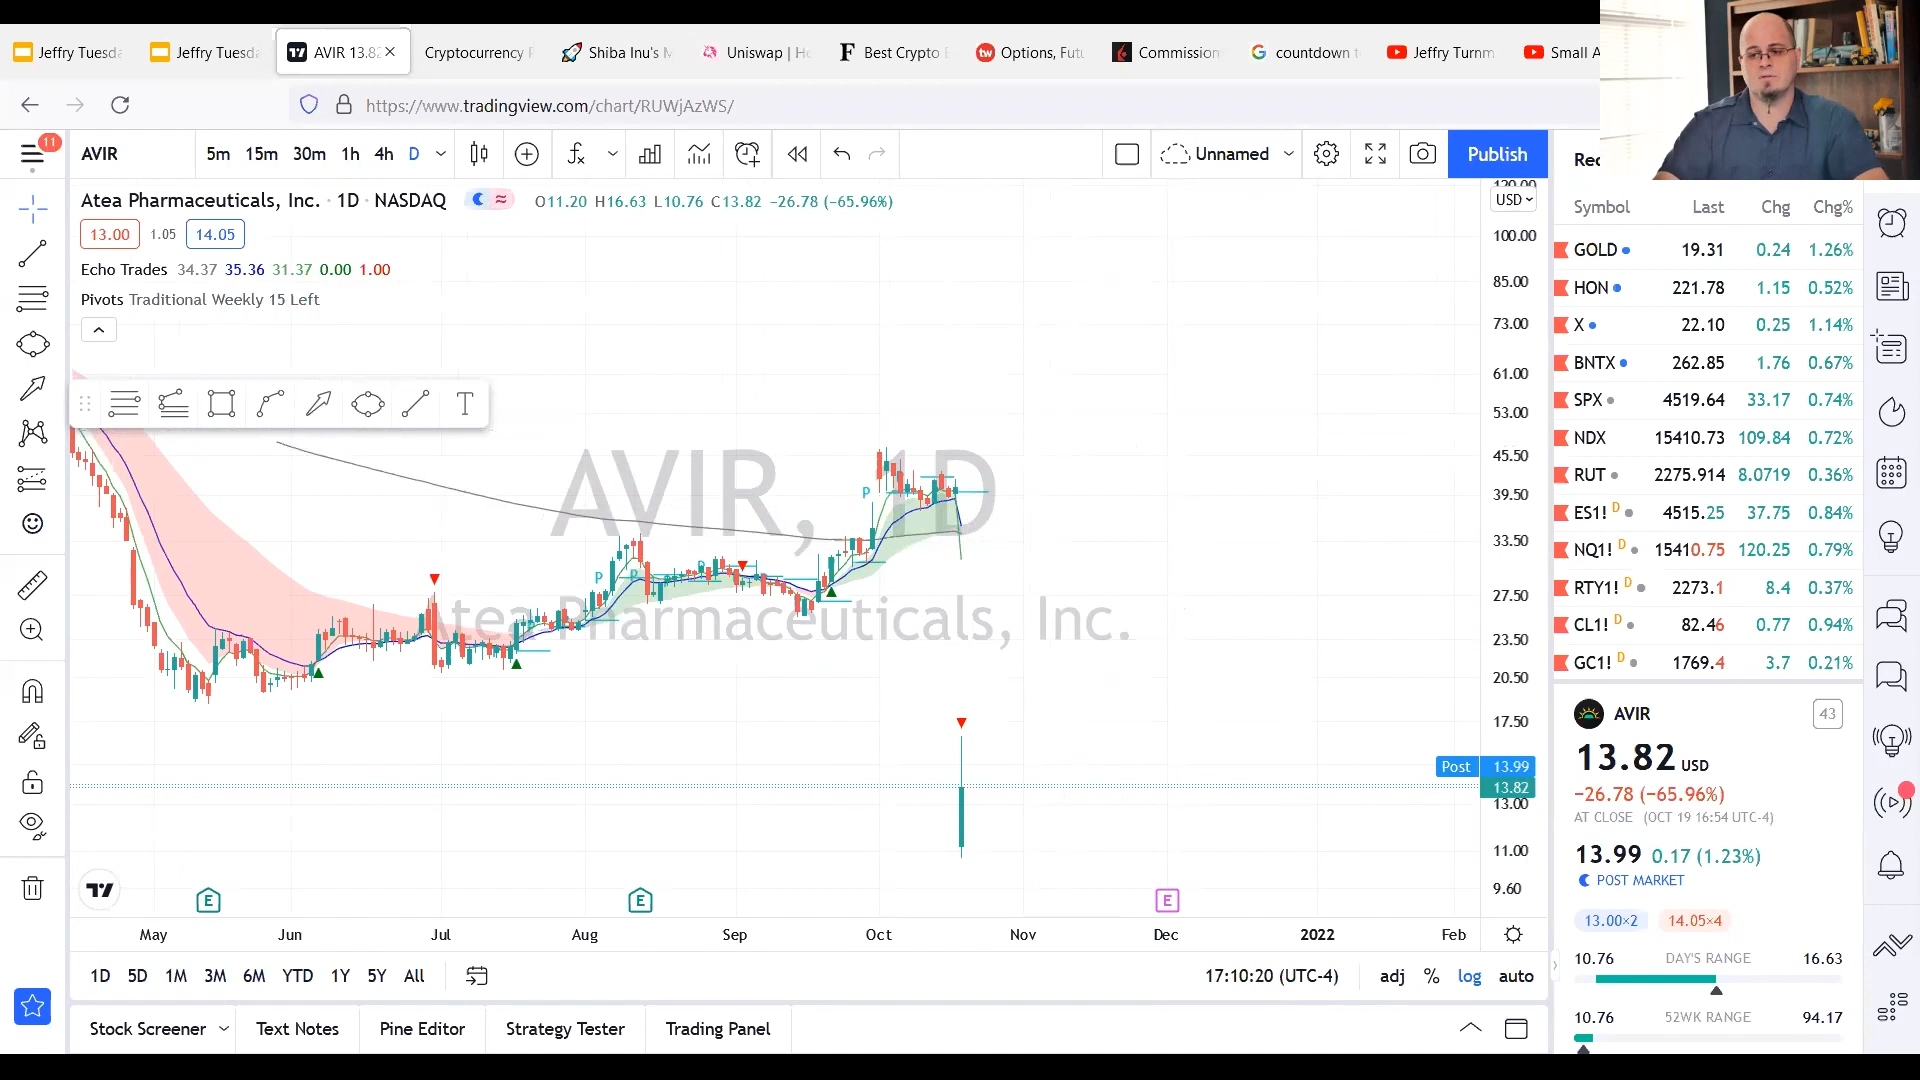 Jeffry Tuesd
Jeffry Tuesd
AVIR 13.82
Cryptocurrency
Shiba Inu's
Uniswap | H
Best Crypto
Options, Fut
Commission
countdown t
Jeffry Turnm
Small A
https://www.tradingview.com/chart/RUWjAzWS/
11
AVIR
5m 15m 30m 1h 4h D
Unnamed
Publish
Atea Pharmaceuticals, Inc. · 1D · NASDAQ
O11.20 H16.63 L10.76 C13.82 −26.78 (−65.96%)
USD
13.00 1.05 14.05
Echo Trades 34.37 35.36 31.37 0.00 1.00
Pivots Traditional Weekly 15 Left
T
AVIR, 1D
Atea Pharmaceuticals, Inc.
P
P
P
P
120.00
100.00
85.00
73.00
61.00
53.00
45.50
39.50
33.50
27.50
23.50
20.50
17.50
Post 13.99
13.82
13.00
11.00
9.60
E
E
E
May Jun Jul Aug Sep Oct Nov Dec 2022 Feb
1D 5D 1M 3M 6M YTD 1Y 5Y All
17:10:20 (UTC-4) adj % log auto
Stock Screener Text Notes Pine Editor Strategy Tester Trading Panel
Symbol Last Chg Chg%
GOLD 19.31 0.24 1.26%
HON 221.78 1.15 0.52%
X 22.10 0.25 1.14%
BNTX 262.85 1.76 0.67%
SPX 4519.64 33.17 0.74%
NDX 15410.73 109.84 0.72%
RUT 2275.914 8.0719 0.36%
ES1! D 4515.25 37.75 0.84%
NQ1! D 15410.75 120.25 0.79%
RTY1! D 2273.1 8.4 0.37%
CL1! D 82.46 0.77 0.94%
GC1! D 1769.4 3.7 0.21%
AVIR 43
13.82 USD
−26.78 (−65.96%)
AT CLOSE (OCT 19 16:54 UTC-4)
13.99 0.17 (1.23%)
POST MARKET
13.00×2 14.05×4
10.76 DAY'S RANGE 16.63
10.76 52WK RANGE 94.17